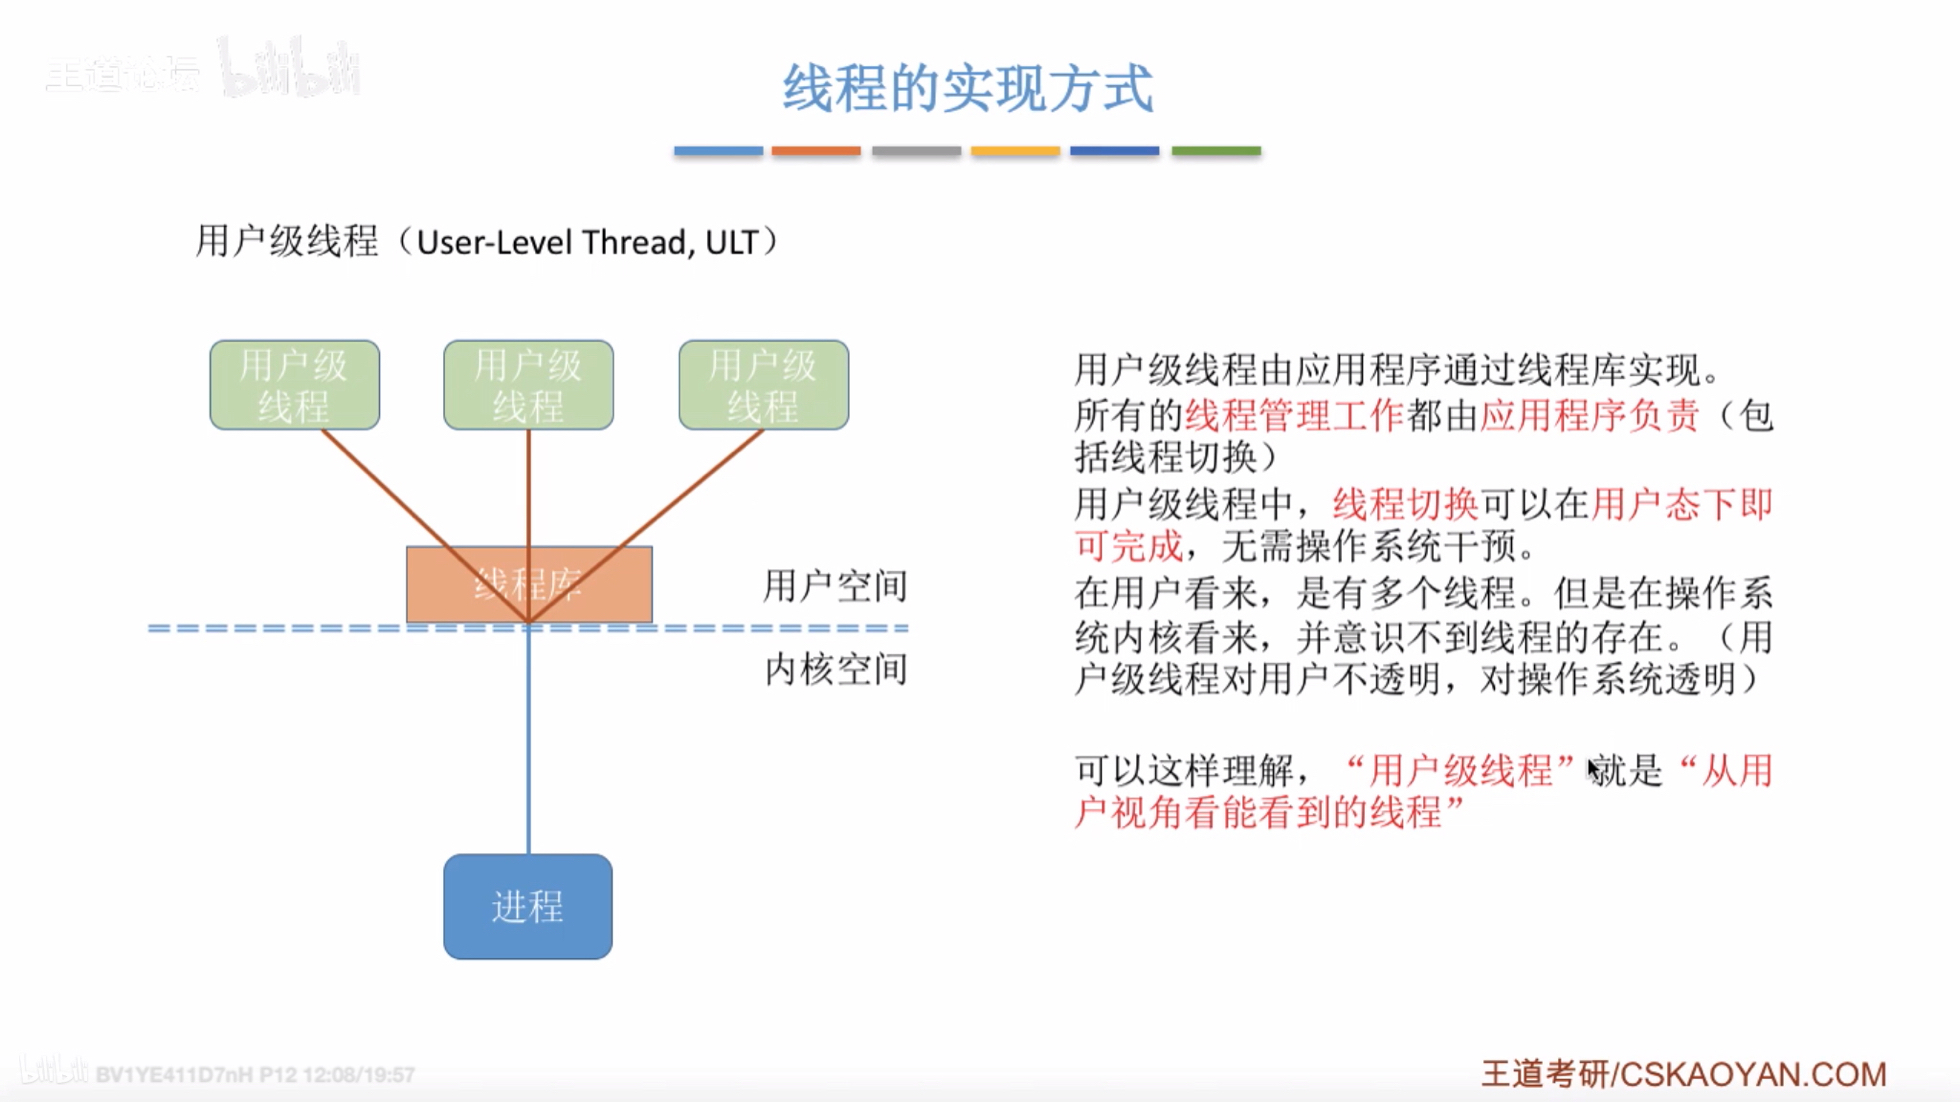 王道论坛 bilibili
线程的实现方式
用户级线程（User-Level Thread, ULT）
用户级
线程
用户级
线程
用户级
线程
线程库
用户空间
内核空间
进程
用户级线程由应用程序通过线程库实现。
所有的线程管理工作都由应用程序负责（包
括线程切换）
用户级线程中，线程切换可以在用户态下即
可完成，无需操作系统干预。
在用户看来，是有多个线程。但是在操作系
统内核看来，并意识不到线程的存在。（用
户级线程对用户不透明，对操作系统透明）
可以这样理解，“用户级线程”就是“从用
户视角看能看到的线程”
bilibili BV1YE411D7nH P12 12:08/19:57
王道考研/CSKAOYAN.COM